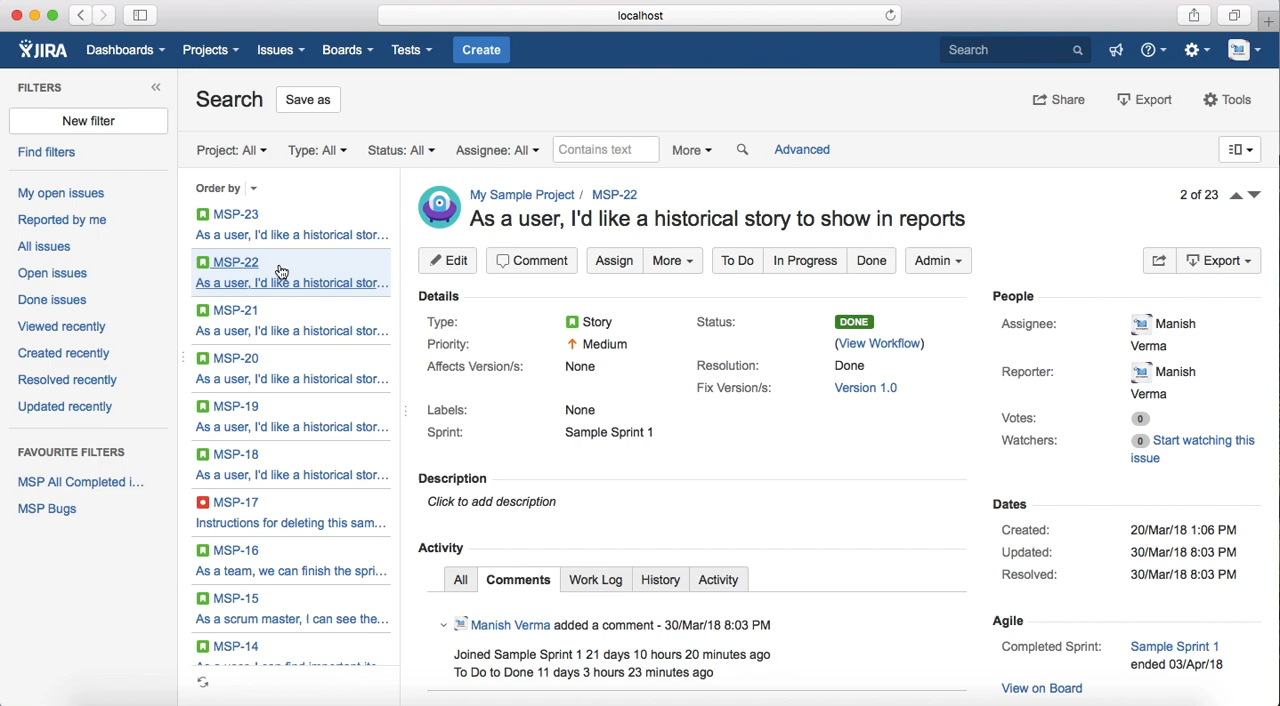 localhost
JIRA Dashboards Projects Issues Boards Tests Create Search
FILTERS
New filter
Find filters
My open issues
Reported by me
All issues
Open issues
Done issues
Viewed recently
Created recently
Resolved recently
Updated recently
FAVOURITE FILTERS
MSP All Completed i...
MSP Bugs
Search Save as Share Export Tools
Project: All Type: All Status: All Assignee: All Contains text More Advanced
Order by
MSP-23
As a user, I'd like a historical stor...
MSP-22
As a user, I'd like a historical stor...
MSP-21
As a user, I'd like a historical stor...
MSP-20
As a user, I'd like a historical stor...
MSP-19
As a user, I'd like a historical stor...
MSP-18
As a user, I'd like a historical stor...
MSP-17
Instructions for deleting this sam...
MSP-16
As a team, we can finish the spri...
MSP-15
As a scrum master, I can see the...
MSP-14
My Sample Project / MSP-22
2 of 23
As a user, I'd like a historical story to show in reports
Edit Comment Assign More To Do In Progress Done Admin Export
Details
Type: Story
Priority: Medium
Affects Version/s: None
Labels: None
Sprint: Sample Sprint 1
Status: DONE
(View Workflow)
Resolution: Done
Fix Version/s: Version 1.0
Description
Click to add description
Activity
All Comments Work Log History Activity
Manish Verma added a comment - 30/Mar/18 8:03 PM
Joined Sample Sprint 1 21 days 10 hours 20 minutes ago
To Do to Done 11 days 3 hours 23 minutes ago
People
Assignee: Manish
Verma
Reporter: Manish
Verma
Votes: 0
Watchers: 0 Start watching this
issue
Dates
Created: 20/Mar/18 1:06 PM
Updated: 30/Mar/18 8:03 PM
Resolved: 30/Mar/18 8:03 PM
Agile
Completed Sprint: Sample Sprint 1
ended 03/Apr/18
View on Board